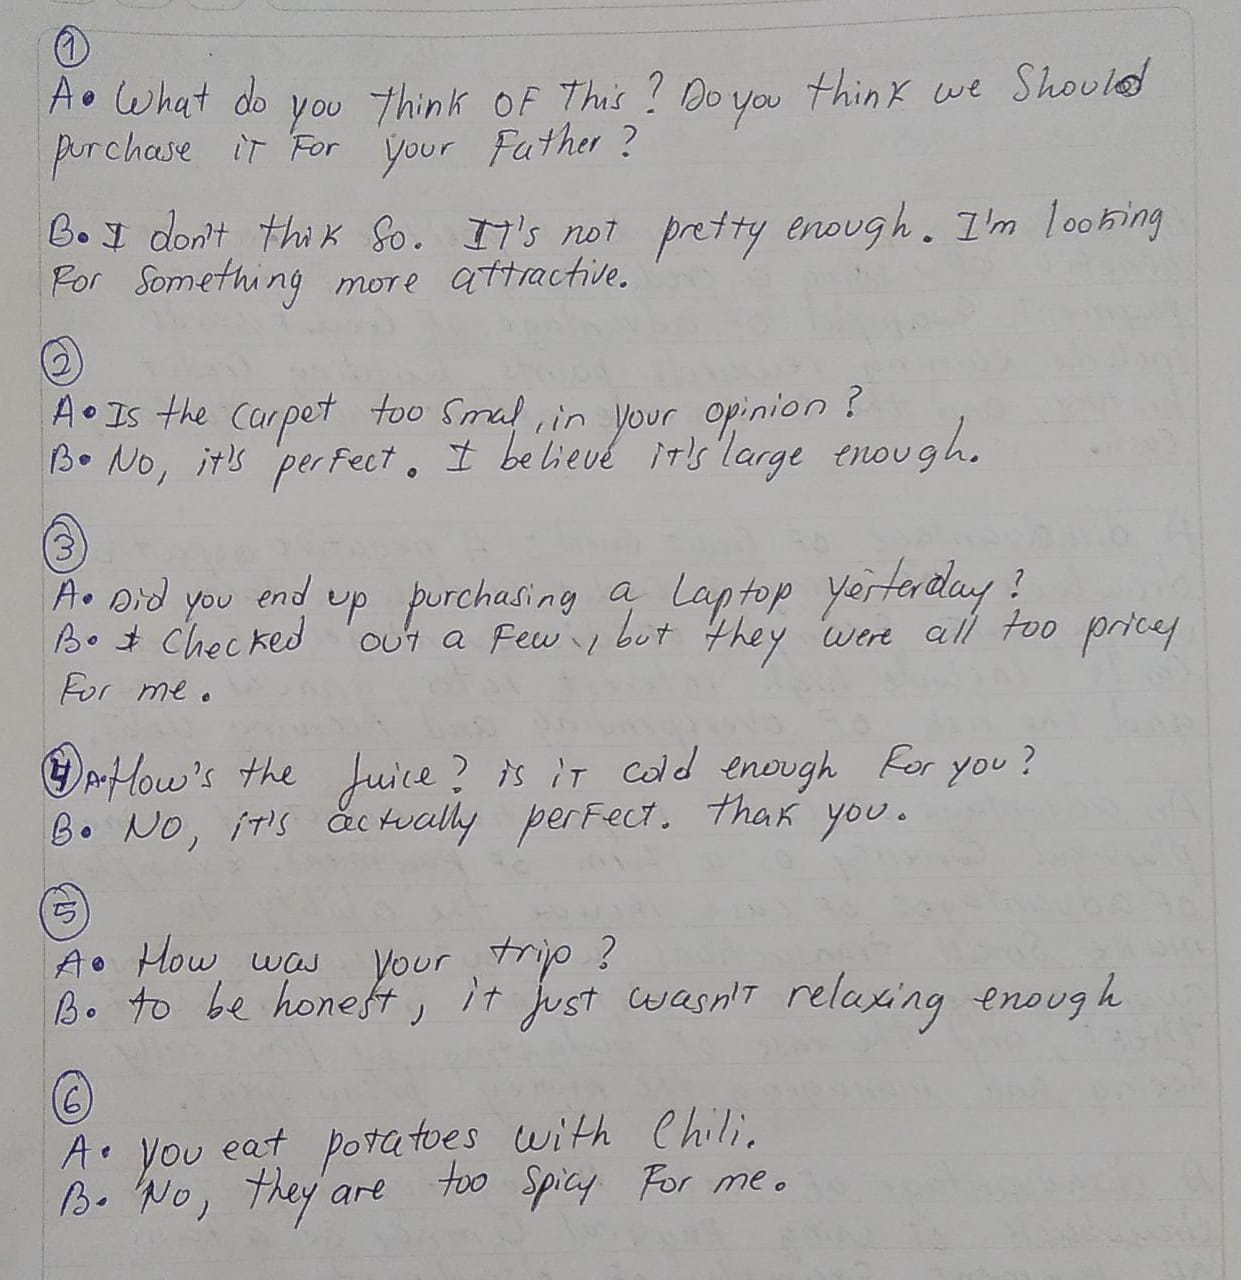 1
A• What do you think OF This? Do you think we Should
purchase it For your Father?
B• I don't thik So. IT's not pretty enough. I'm looking
For Something more attractive.
2
A• Is the carpet too Smal, in your opinion?
B• No, it's perfect. I believe it's large enough.
3
A• Did you end up purchasing a Laptop Yesterday?
B• I Checked out a Few, but they were all too pricey
For me.
4 A• How's the Juice? is it cold enough For you?
B• No, it's actually perfect. thak you.
5
A• How was your trip?
B• to be honest, it just wasn't relaxing enough
6
A• you eat potatoes with Chili.
B• No, they are too Spicy For me.